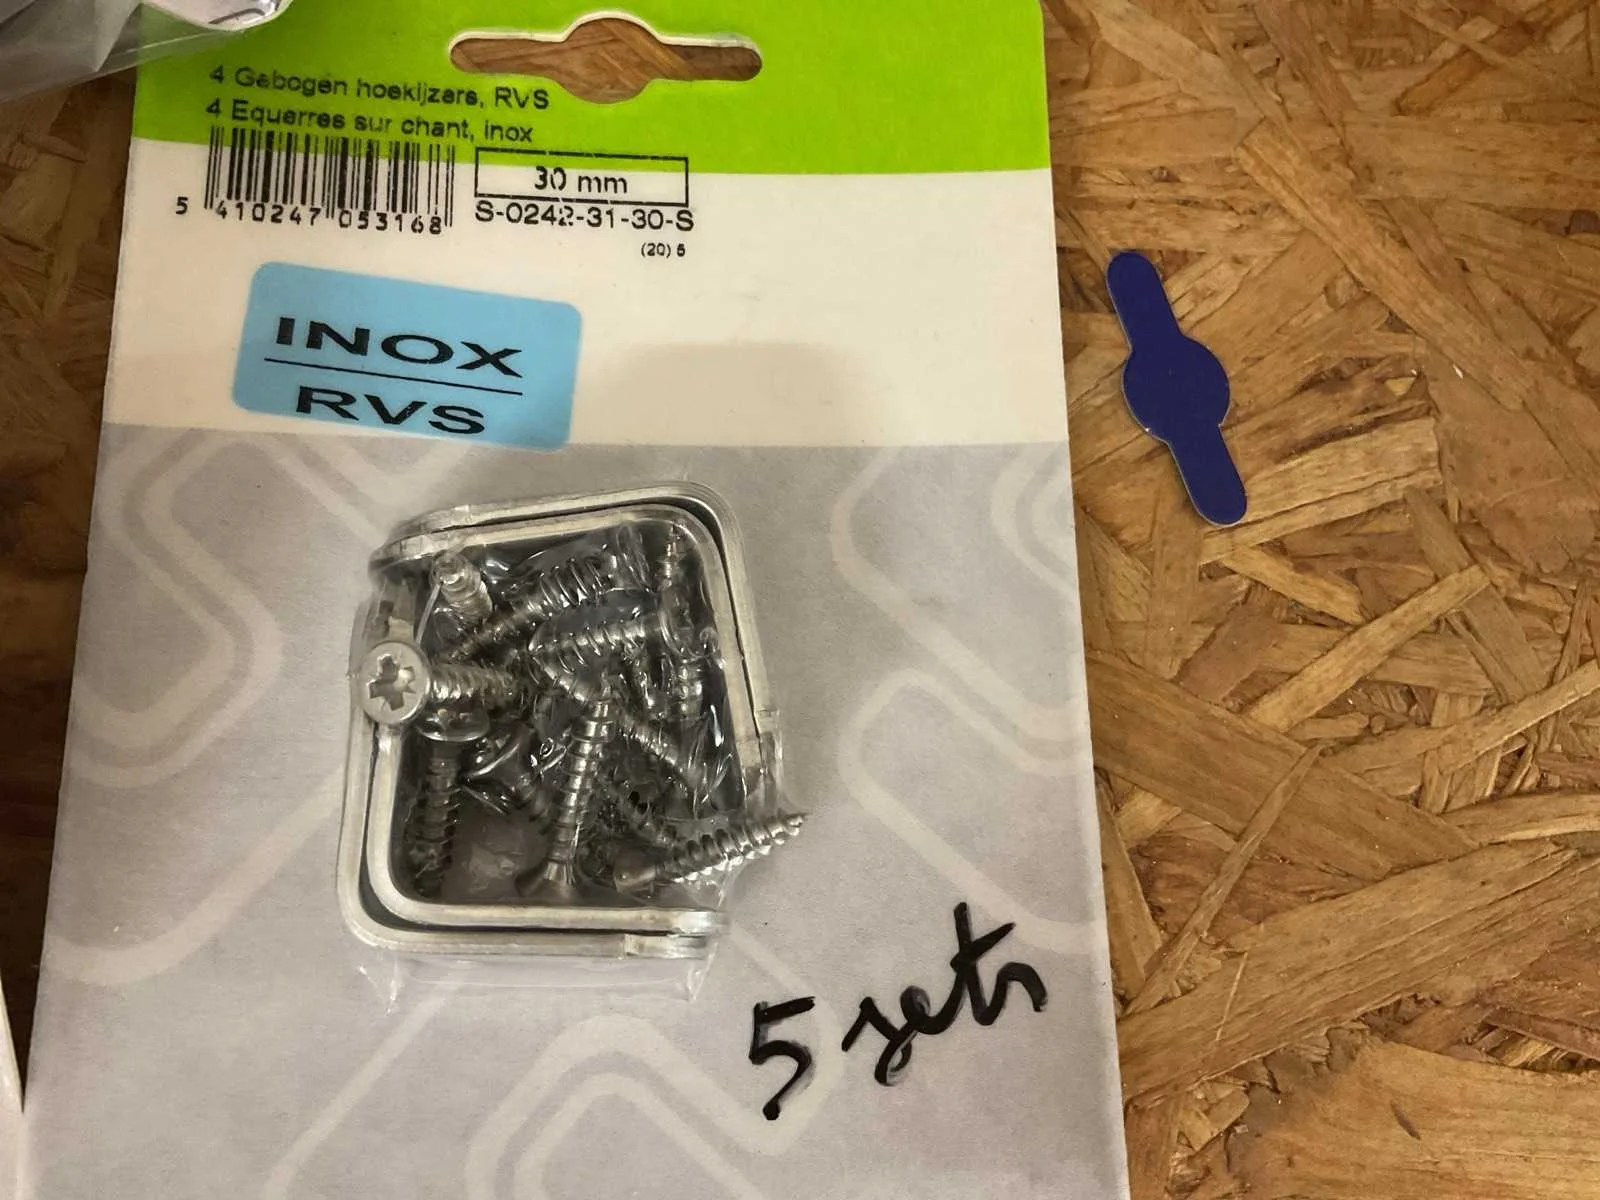 4 Gebogen hoekijzers, RVS
4 Equerres sur chant, inox
30 mm
5 410247 053168
S-0242-31-30-S
(20) 5
INOX
RVS
5 sets